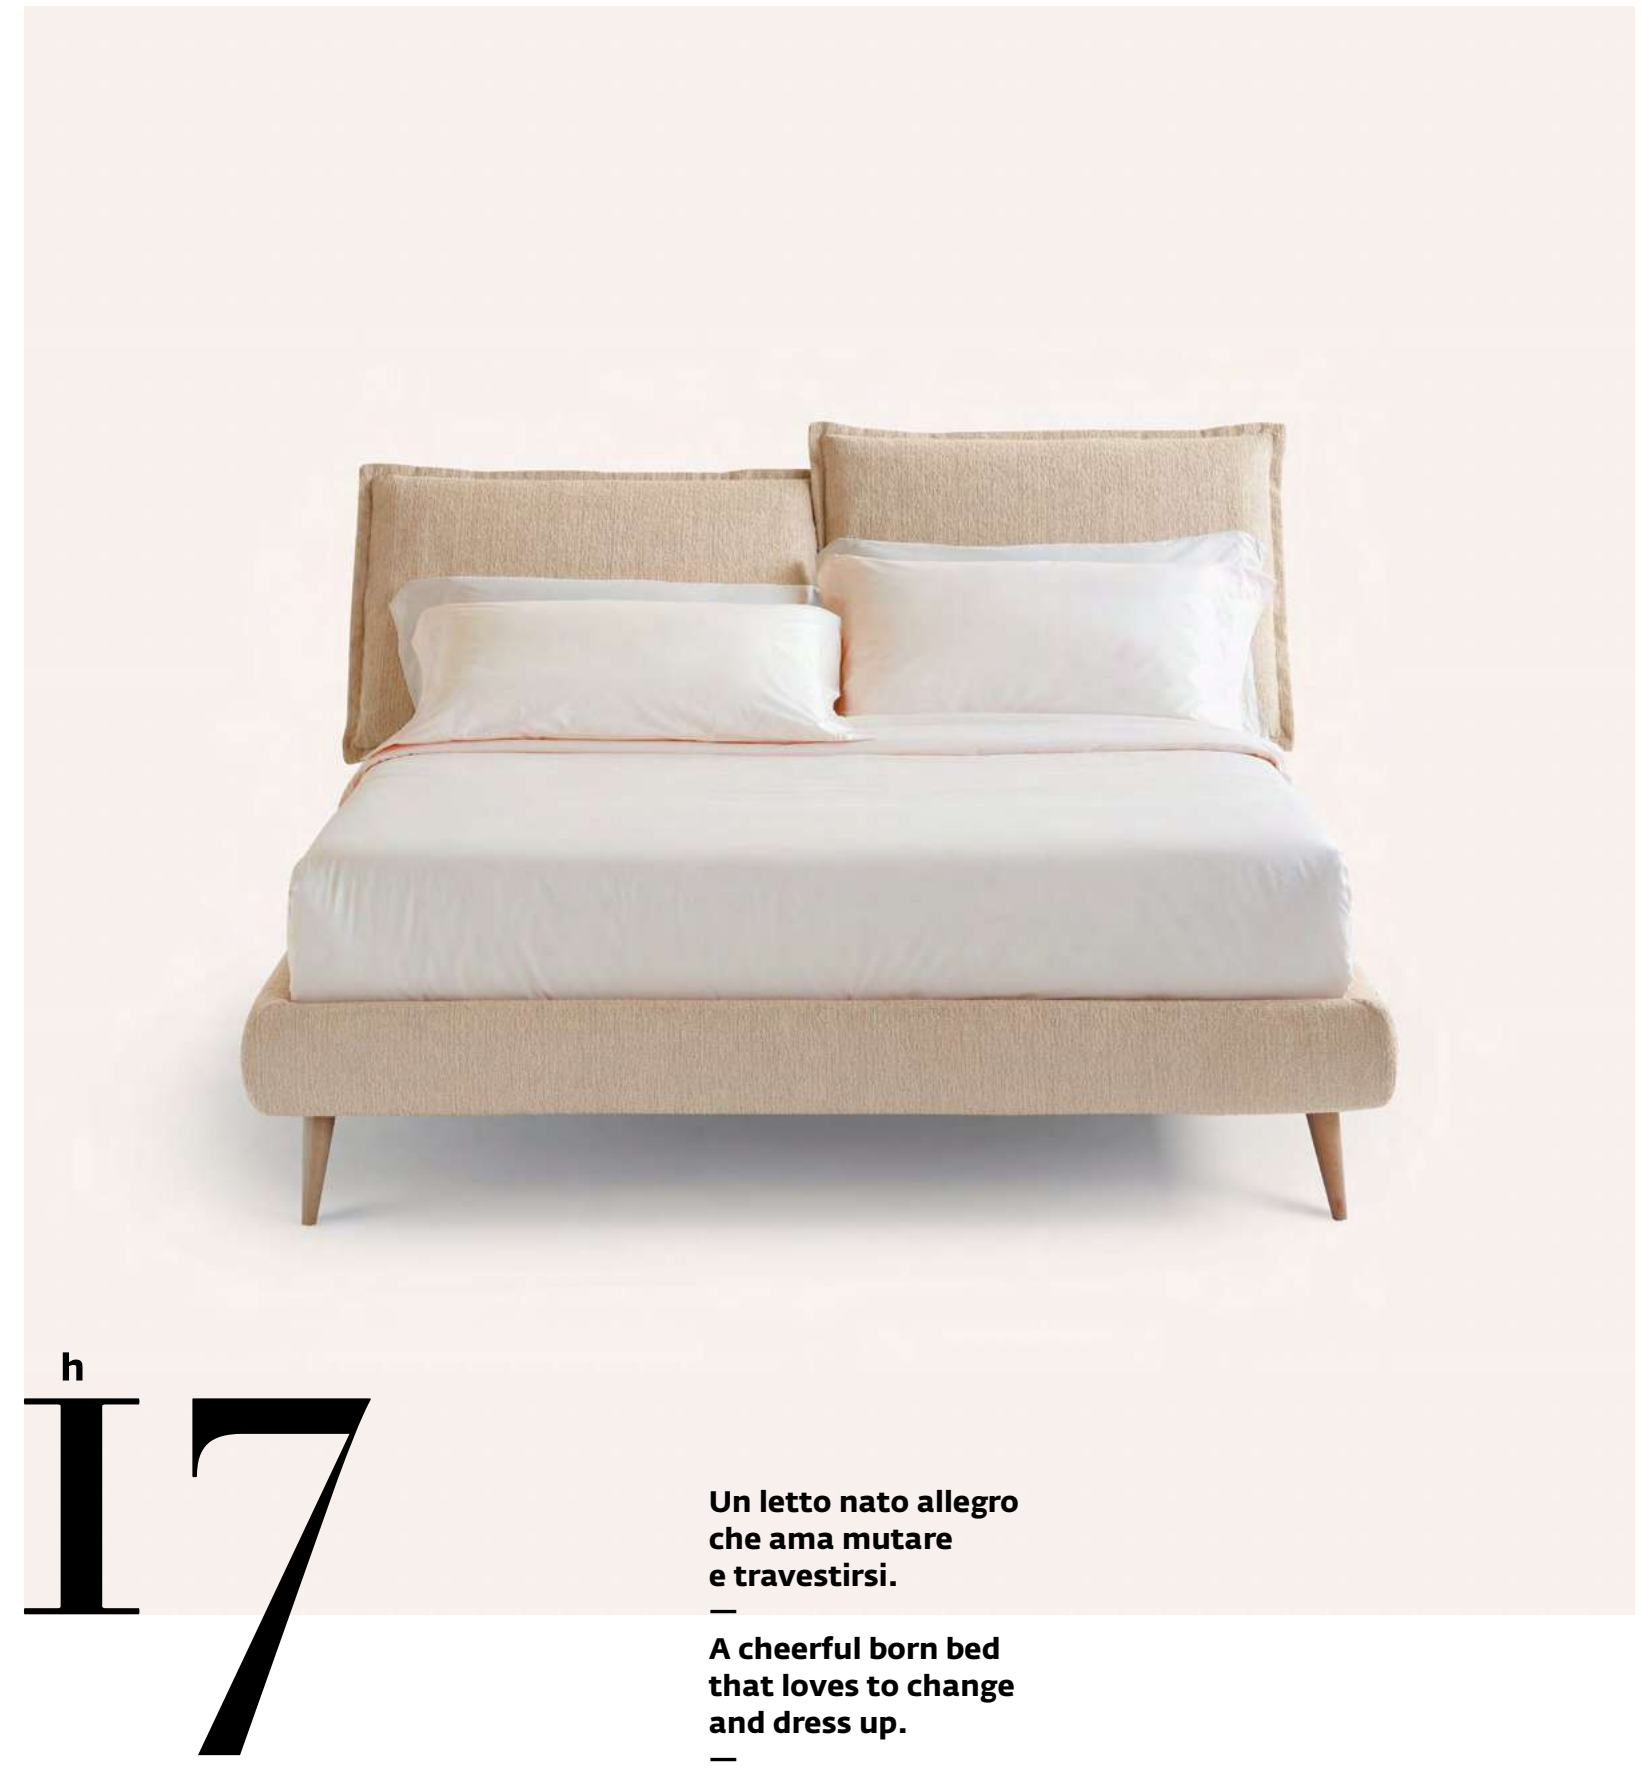 h
17
Un letto nato allegro
che ama mutare
e travestirsi.
—
A cheerful born bed
that loves to change
and dress up.
—